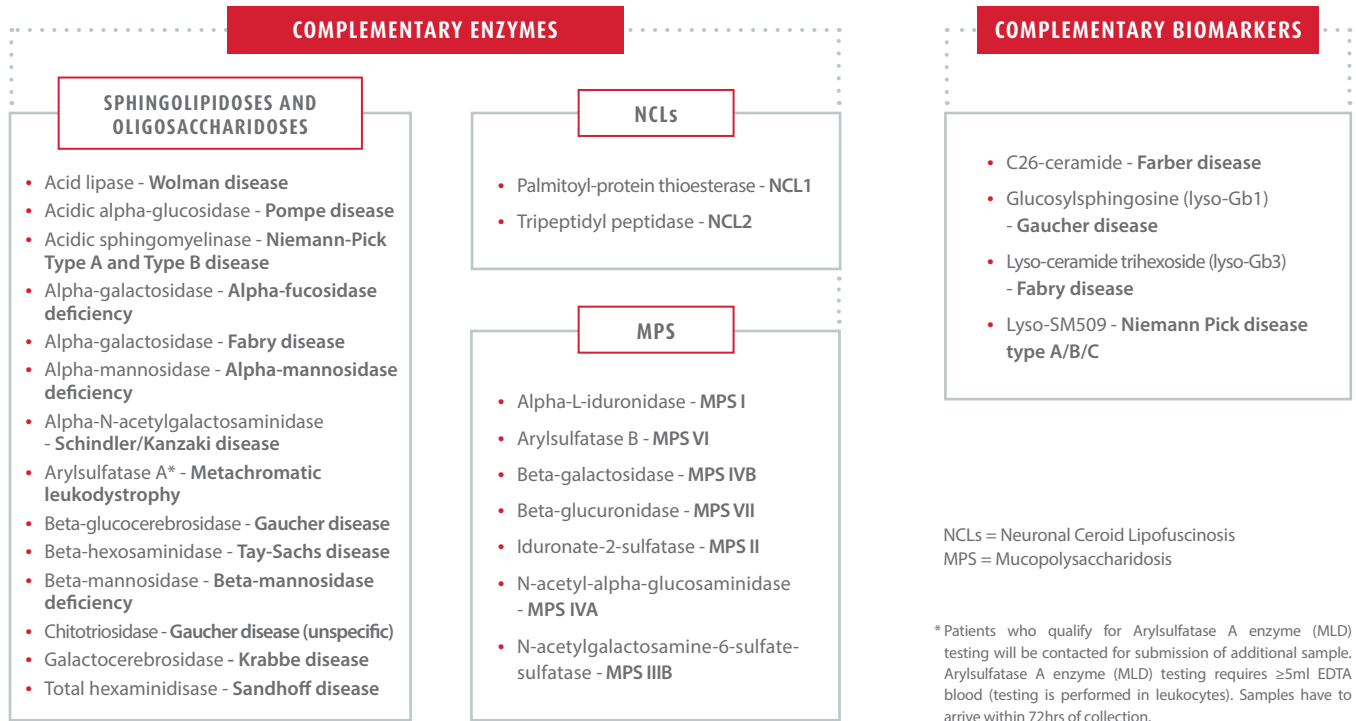 COMPLEMENTARY ENZYMES
SPHINGOLIPIDOSES AND
OLIGOSACCHARIDOSES
• Acid lipase - Wolman disease
• Acidic alpha-glucosidase - Pompe disease
• Acidic sphingomyelinase - Niemann-Pick
Type A and Type B disease
• Alpha-galactosidase - Alpha-fucosidase
deficiency
• Alpha-galactosidase - Fabry disease
• Alpha-mannosidase - Alpha-mannosidase
deficiency
• Alpha-N-acetylgalactosaminidase
- Schindler/Kanzaki disease
• Arylsulfatase A* - Metachromatic
leukodystrophy
• Beta-glucocerebrosidase - Gaucher disease
• Beta-hexosaminidase - Tay-Sachs disease
• Beta-mannosidase - Beta-mannosidase
deficiency
• Chitotriosidase - Gaucher disease (unspecific)
• Galactocerebrosidase - Krabbe disease
• Total hexaminidisase - Sandhoff disease
NCLs
• Palmitoyl-protein thioesterase - NCL1
• Tripeptidyl peptidase - NCL2
MPS
• Alpha-L-iduronidase - MPS I
• Arylsulfatase B - MPS VI
• Beta-galactosidase - MPS IVB
• Beta-glucuronidase - MPS VII
• Iduronate-2-sulfatase - MPS II
• N-acetyl-alpha-glucosaminidase
- MPS IVA
• N-acetylgalactosamine-6-sulfate-
sulfatase - MPS IIIB
COMPLEMENTARY BIOMARKERS
• C26-ceramide - Farber disease
• Glucosylsphingosine (lyso-Gb1)
- Gaucher disease
• Lyso-ceramide trihexoside (lyso-Gb3)
- Fabry disease
• Lyso-SM509 - Niemann Pick disease
type A/B/C
NCLs = Neuronal Ceroid Lipofuscinosis
MPS = Mucopolysaccharidosis
* Patients who qualify for Arylsulfatase A enzyme (MLD)
testing will be contacted for submission of additional sample.
Arylsulfatase A enzyme (MLD) testing requires ≥5ml EDTA
blood (testing is performed in leukocytes). Samples have to
arrive within 72hrs of collection.